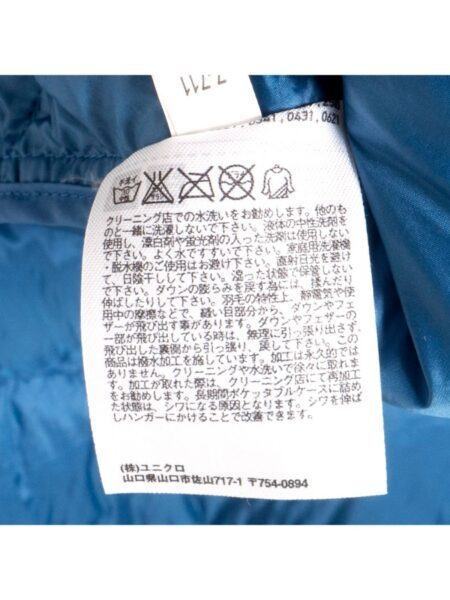 7.711
0341,0431,0621
ドライ
クリーニング店での水洗いをお勧めします。他のも
のと一緒に洗濯しないで下さい。液体の中性洗剤を
使用し、漂白剤や蛍光剤の入った洗剤は使用しない
で下さい。よく水ですすいで下さい。家庭用洗濯機
・脱水機のご使用はお避け下さい。直射日光を避け
て、日陰干しして下さい。湿った状態で保管しない
で下さい。ダウンの膨らみを戻す為には、揉んだり
伸ばしたりして下さい。羽毛の特性上、静電気や使
用中の摩擦などで、縫い目部分から、ダウンやフェ
ザーが飛び出す事があります。ダウンやフェザーの
一部が飛び出している時は、無理に引っ張り出さず、
飛び出した裏側から引っ張り、戻して下さい。この
商品は撥水加工を施しています。加工は永久的では
ありません。クリーニングや水洗いで徐々に取れま
す。加工が取れた際は、クリーニング店にて再加工
をお勧めします。長期間ポケッタブルケースに詰め
た状態は、シワになる原因となります。シワを伸ば
しハンガーにかけることで改善できます。
(株)ユニクロ
山口県山口市佐山717-1 〒754-0894